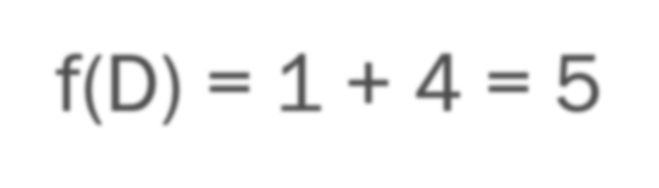 f(D) = 1 + 4 = 5